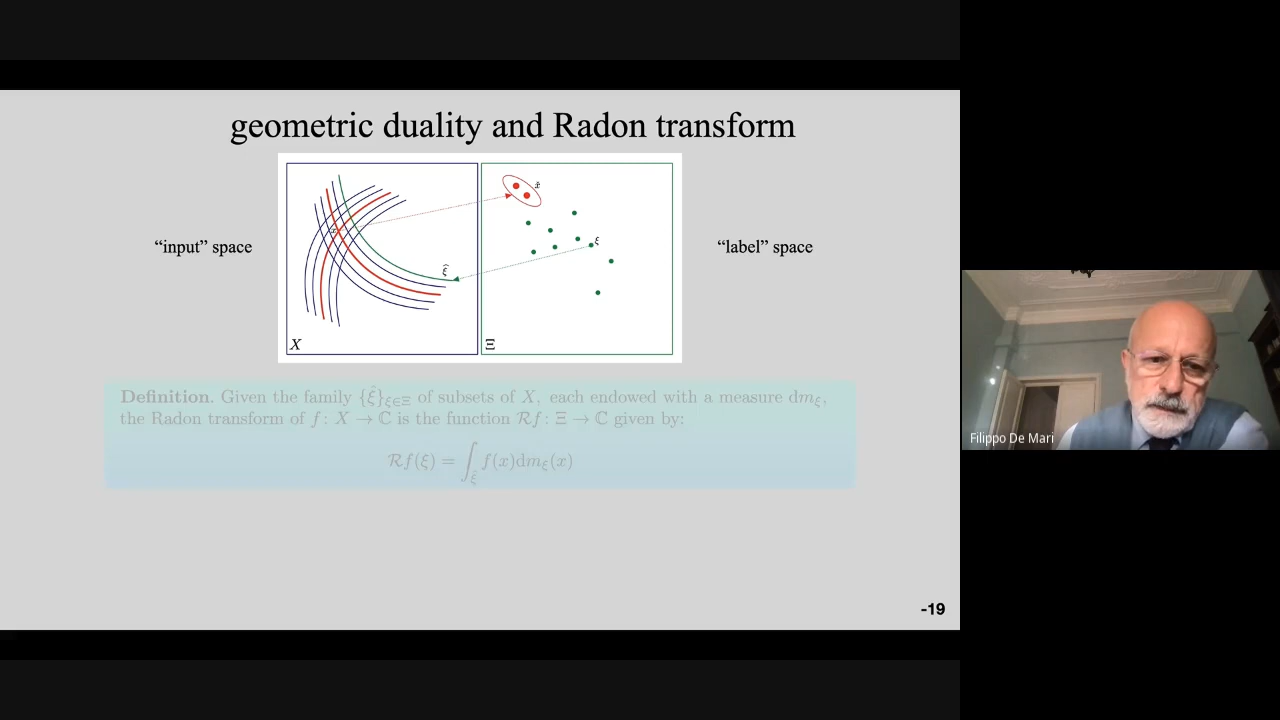 geometric duality and Radon transform
“input” space
x
ξ̂
X
x̌
ξ
Ξ
“label” space
Definition. Given the family {ξ̂}ξ∈Ξ of subsets of X, each endowed with a measure dmξ,
the Radon transform of f : X → ℂ is the function ℛf : Ξ → ℂ given by:
ℛf(ξ) = ∫ξ̂ f(x)dmξ(x)
-19
Filippo De Mari